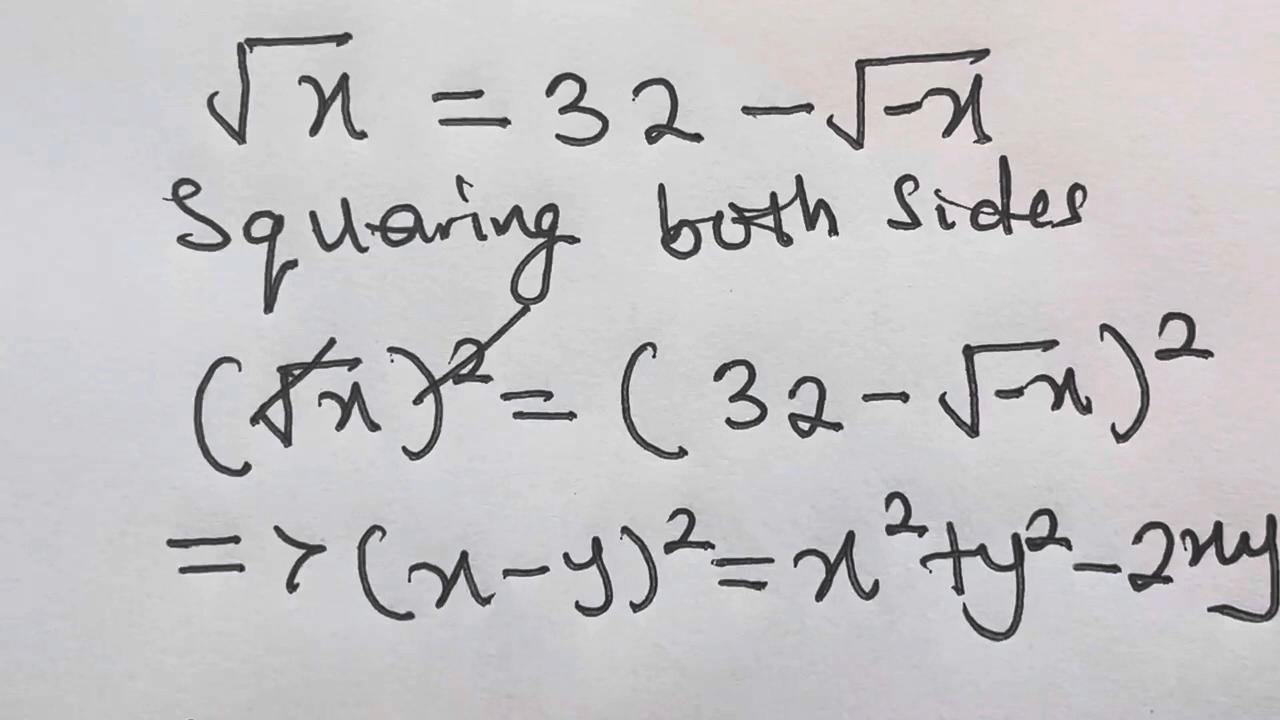 √x = 32 - √-x
Squaring both sides
(√x)² = (32 - √-x)²
=> (x - y)² = x² + y² - 2xy